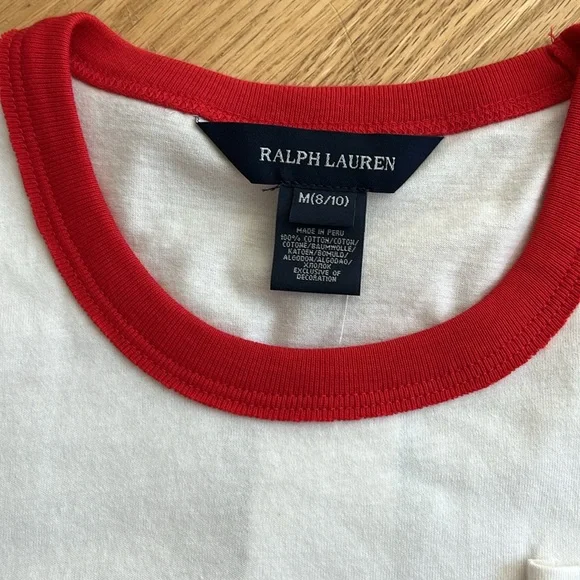 RALPH LAUREN
M(8/10)
MADE IN PERU
100% COTTON/COTON/
COTONE/BAUMWOLLE/
KATOEN/BOMULD/
ALGODON/ALGODAO/
ХЛОПОК
EXCLUSIVE OF
DECORATION